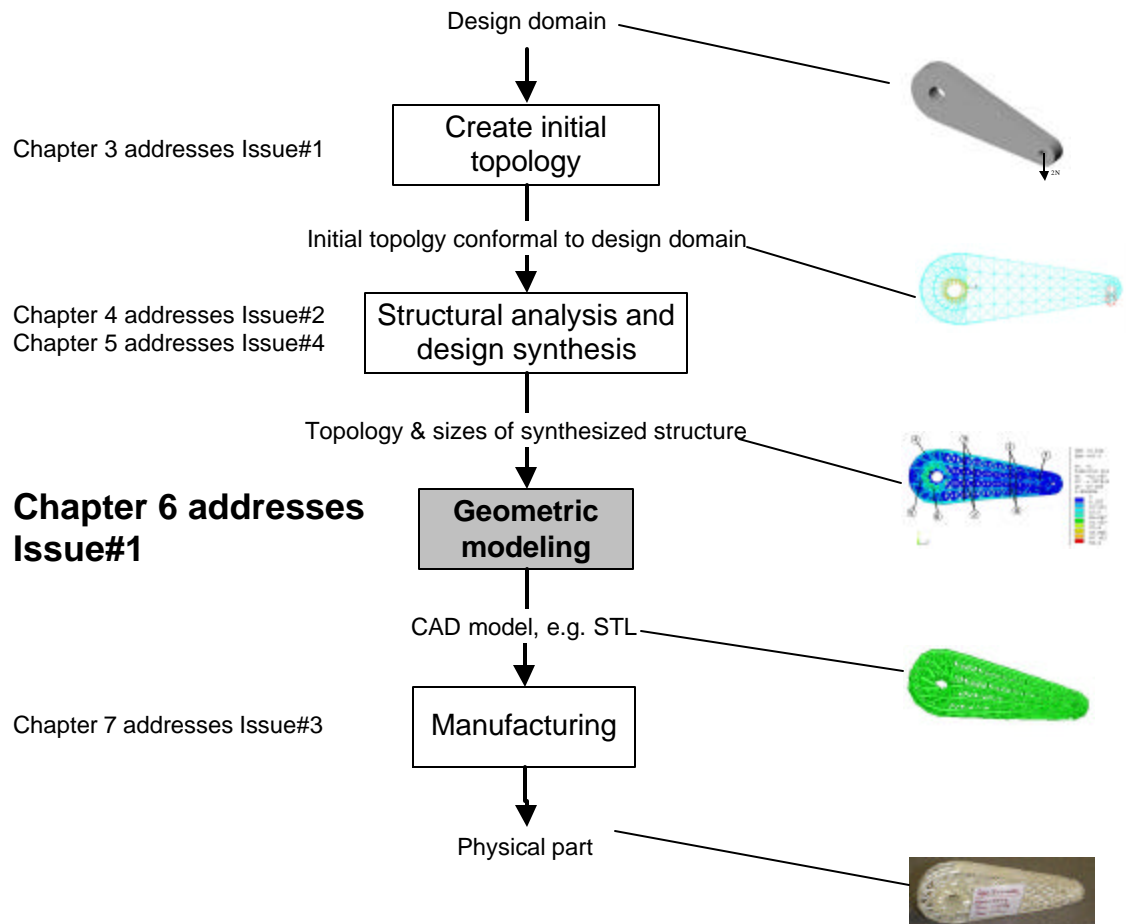 Design domain
Create initial
topology
Chapter 3 addresses Issue#1
2N
Initial topolgy conformal to design domain
Chapter 4 addresses Issue#2
Chapter 5 addresses Issue#4
Structural analysis and
design synthesis
Topology & sizes of synthesized structure
Chapter 6 addresses
Issue#1
Geometric
modeling
CAD model, e.g. STL
Chapter 7 addresses Issue#3
Manufacturing
Physical part